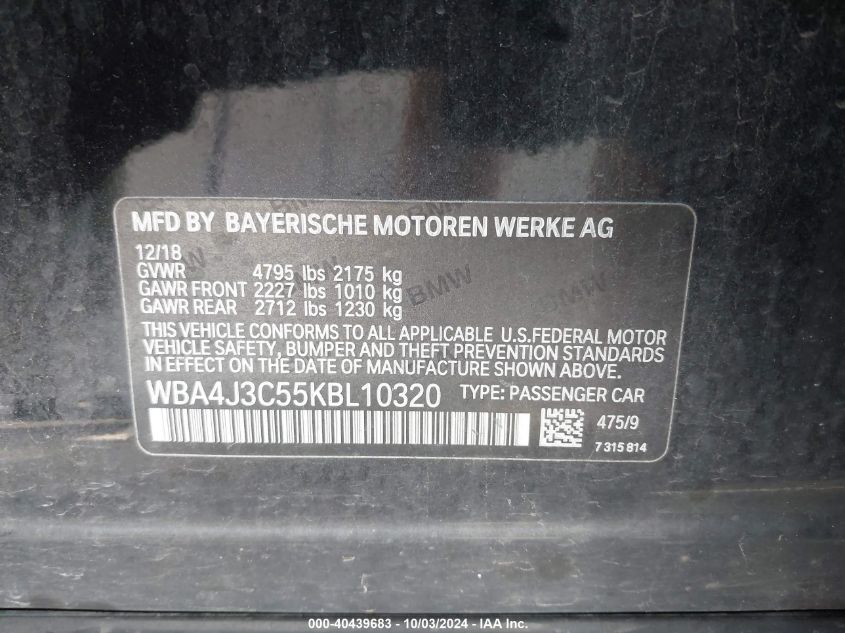 MFD BY BAYERISCHE MOTOREN WERKE AG
12/18
GVWR 4795 lbs 2175 kg
GAWR FRONT 2227 lbs 1010 kg
GAWR REAR 2712 lbs 1230 kg
THIS VEHICLE CONFORMS TO ALL APPLICABLE U.S.FEDERAL MOTOR
VEHICLE SAFETY, BUMPER AND THEFT PREVENTION STANDARDS
IN EFFECT ON THE DATE OF MANUFACTURE SHOWN ABOVE.
WBA4J3C55KBL10320 TYPE: PASSENGER CAR
475/9
7 315 814
BMW
BMW
BMW
000-40439683 - 10/03/2024 - © IAA, Inc.